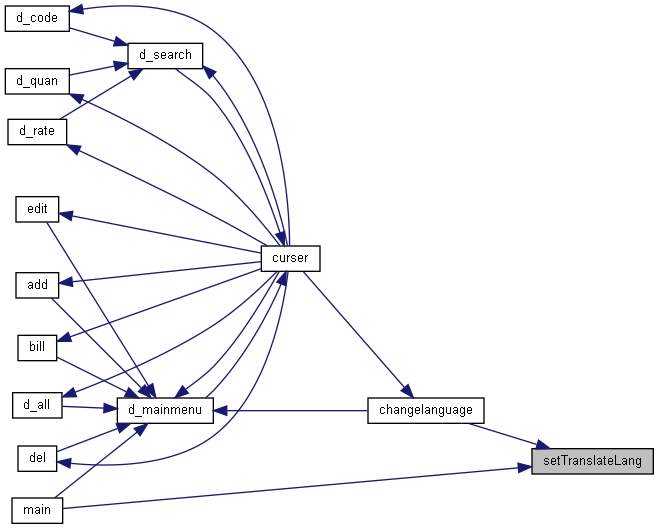 d_code
d_search
d_quan
d_rate
edit
curser
add
bill
d_all
d_mainmenu
changelanguage
del
setTranslateLang
main